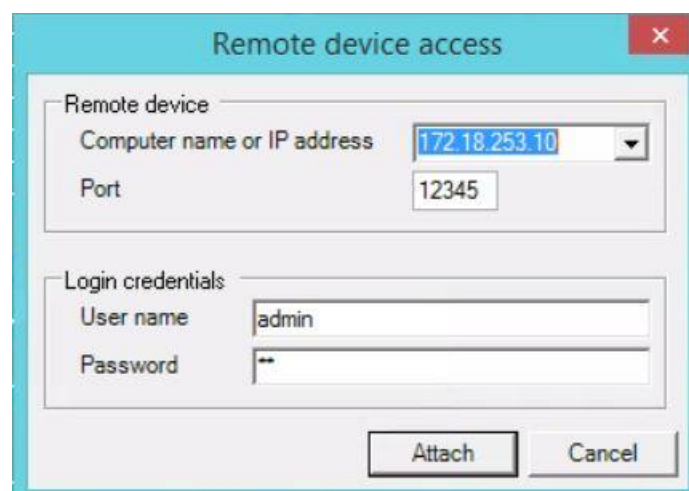 Remote device access
Remote device
Computer name or IP address 172.18.253.10
Port 12345
Login credentials
User name admin
Password **
Attach Cancel